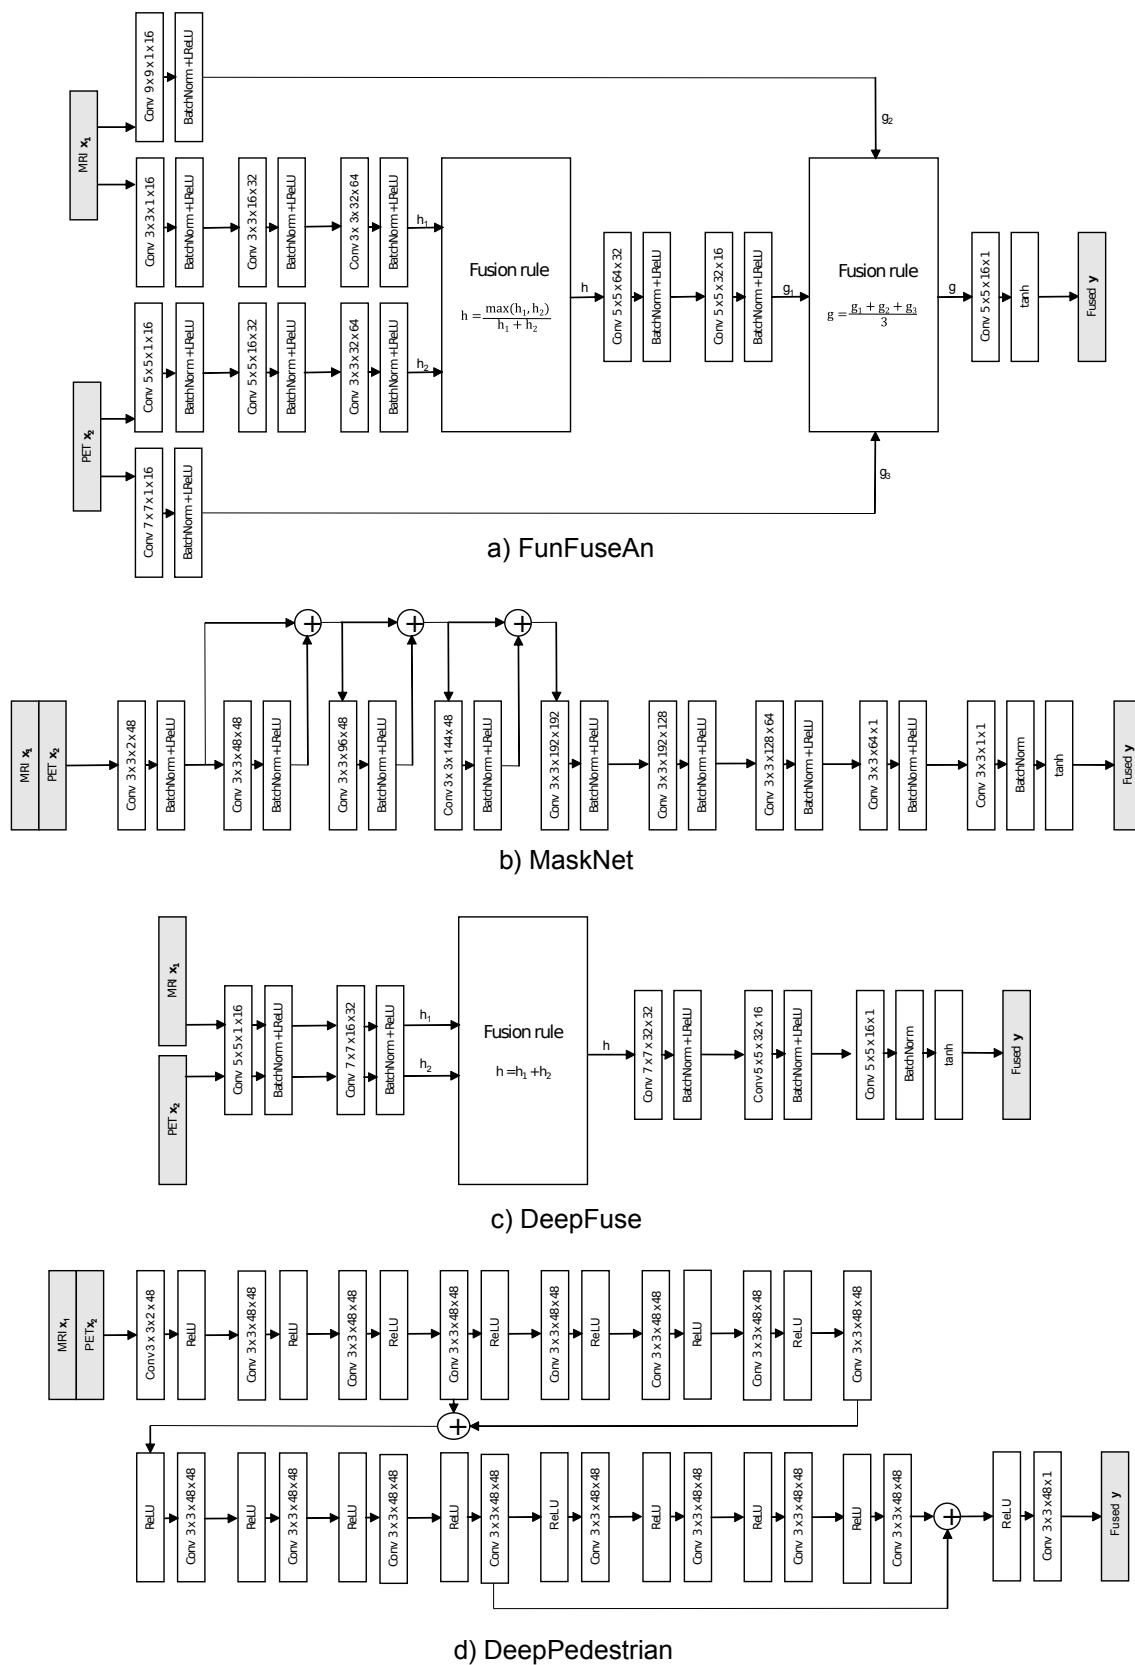 MRI x₁
Conv 9x9x1x16
BatchNorm+LReLU
g₂
Conv 3x3x1x16
BatchNorm+LReLU
Conv 3x3x16x32
BatchNorm+LReLU
Conv 3x3x32x64
BatchNorm+LReLU
h₁
PET x₂
Conv 5x5x1x16
BatchNorm+LReLU
Conv 5x5x16x32
BatchNorm+LReLU
Conv 3x3x32x64
BatchNorm+LReLU
h₂
Conv 7x7x1x16
BatchNorm+LReLU
g₃
Fusion rule
h = max(h₁, h₂) / h₁ + h₂
h
Conv 5x5x64x32
BatchNorm+LReLU
Conv 5x5x32x16
BatchNorm+LReLU
g₁
Fusion rule
g = g₁ + g₂ + g₃ / 3
g
Conv 5x5x16x1
tanh
Fused y
a) FunFuseAn
MRI x₁
PET x₂
Conv 3x3x2x48
BatchNorm+LReLU
Conv 3x3x48x48
BatchNorm+LReLU
+
Conv 3x3x96x48
BatchNorm+LReLU
+
Conv 3x3x144x48
BatchNorm+LReLU
+
Conv 3x3x192x192
BatchNorm+LReLU
Conv 3x3x192x128
BatchNorm+LReLU
Conv 3x3x128x64
BatchNorm+LReLU
Conv 3x3x64x1
BatchNorm+LReLU
Conv 3x3x1x1
BatchNorm
tanh
Fused y
b) MaskNet
MRI x₁
PET x₂
Conv 5x5x1x16
BatchNorm+LReLU
Conv 7x7x16x32
BatchNorm+ReLU
h₁
h₂
Fusion rule
h=h₁+h₂
h
Conv 7x7x32x32
BatchNorm+LReLU
Conv5x5x32x16
BatchNorm+LReLU
Conv 5x5x16x1
BatchNorm
tanh
Fused y
c) DeepFuse
MRI x₁
PET x₂
Conv3x3x2x48
ReLU
Conv 3x3x48x48
ReLU
Conv 3x3x48x48
ReLU
Conv 3x3x48x48
ReLU
Conv 3x3x48x48
ReLU
Conv 3x3x48x48
ReLU
Conv 3x3x48x48
ReLU
Conv 3x3x48x48
+
ReLU
Conv 3x3x48x48
ReLU
Conv 3x3x48x48
ReLU
Conv 3x3x48x48
ReLU
Conv 3x3x48x48
ReLU
Conv 3x3x48x48
ReLU
Conv 3x3x48x48
ReLU
Conv 3x3x48x48
ReLU
Conv 3x3x48x48
+
ReLU
Conv 3x3x48x1
Fused y
d) DeepPedestrian